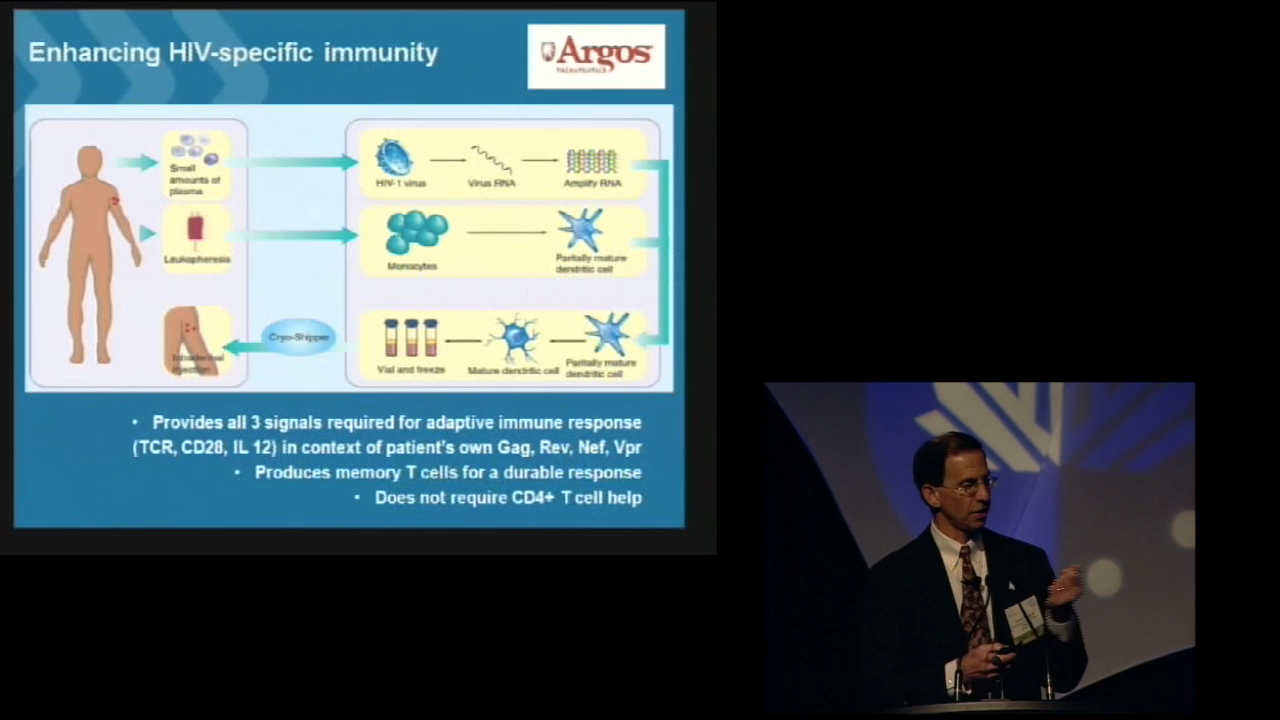 Enhancing HIV-specific immunity
Argos
THERAPEUTICS
Small
amounts of
plasma
HIV-1 virus
Virus RNA
Amplify RNA
Leukapheresis
Monocytes
Partially mature
dendritic cell
Cryo-Shipper
Intradermal
injection
Vial and freeze
Mature dendritic cell
Partially mature
dendritic cell
• Provides all 3 signals required for adaptive immune response
(TCR, CD28, IL 12) in context of patient's own Gag, Rev, Nef, Vpr
• Produces memory T cells for a durable response
• Does not require CD4+ T cell help